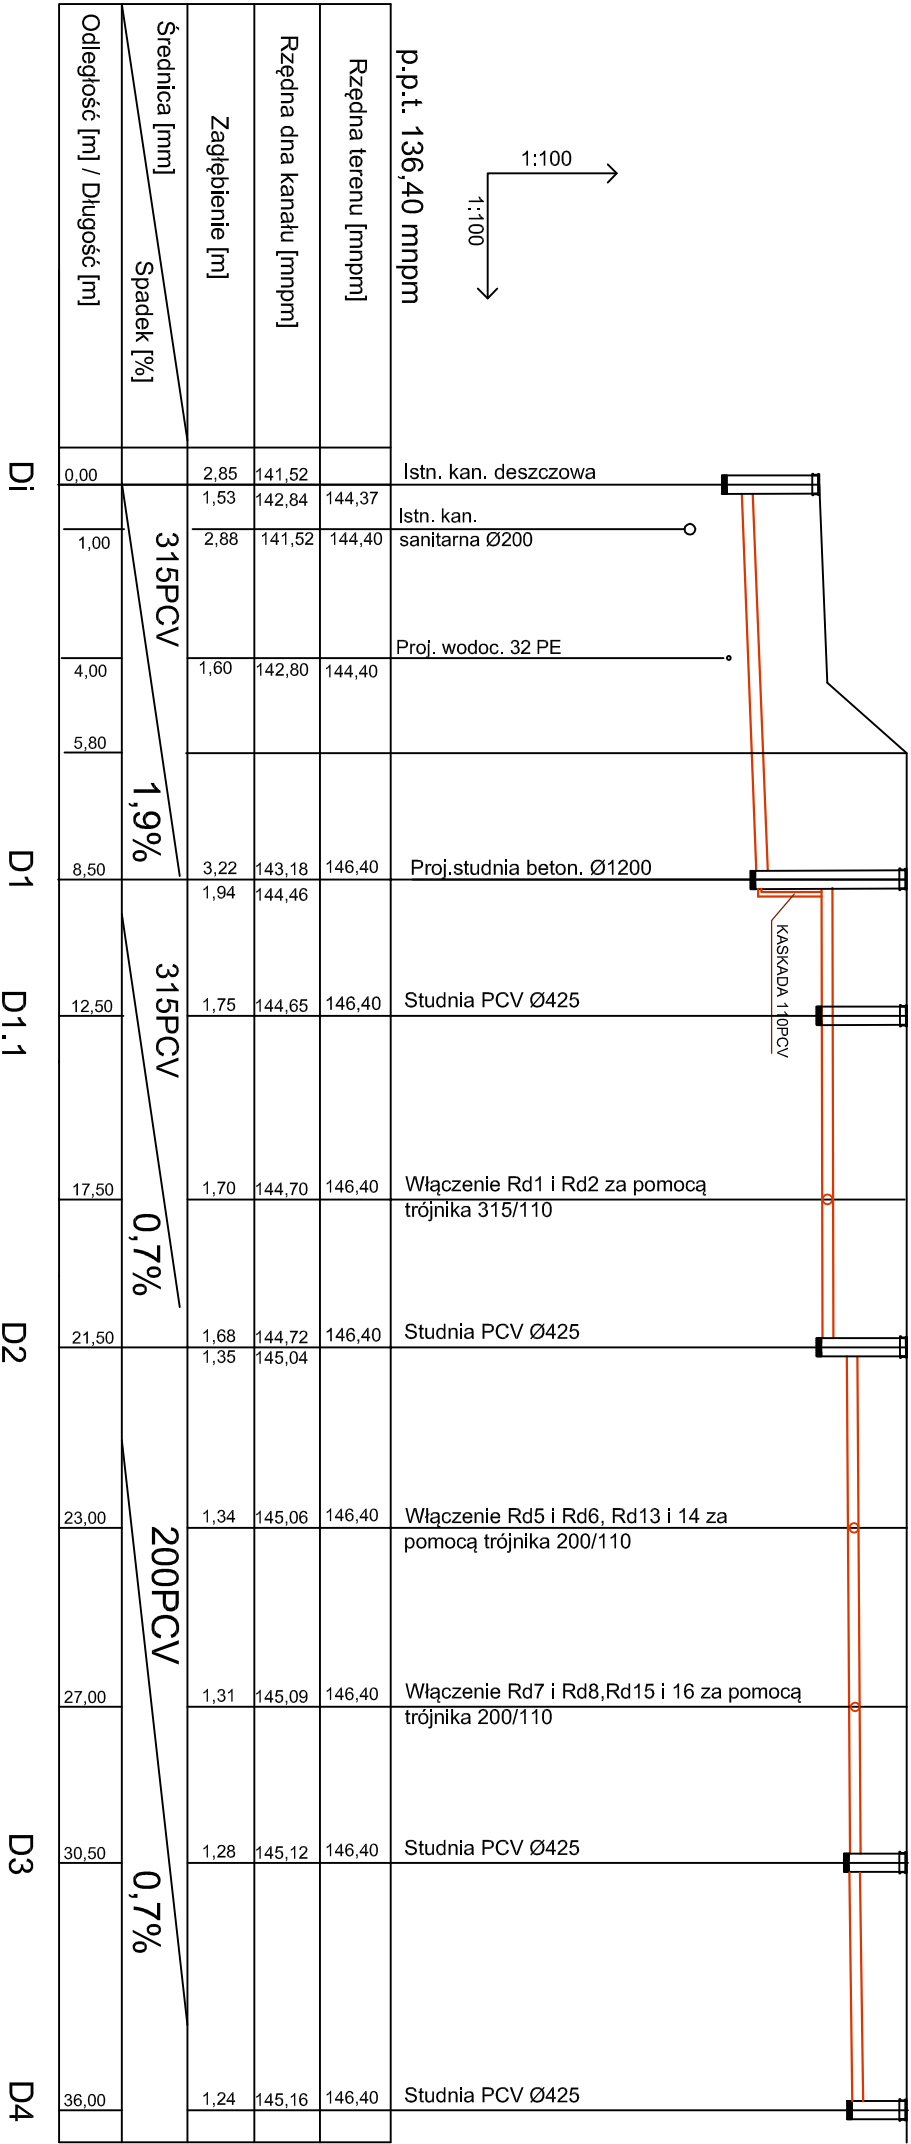 p.p.t. 136,40 mnpm
1:100
1:100
Rzędna terenu [mnpm]
Rzędna dna kanału [mnpm]
Zagłębienie [m]
Średnica [mm]
Spadek [%]
Odległość [m] / Długość [m]
Di
0,00
2,85
141,52
Istn. kan. deszczowa
1,53
142,84
144,37
1,00
2,88
141,52
144,40
Istn. kan.
sanitarna Ø200
315PCV
1,9%
4,00
1,60
142,80
144,40
Proj. wodoc. 32 PE
5,80
D1
8,50
3,22
143,18
146,40
Proj.studnia beton. Ø1200
1,94
144,46
KASKADA 110PCV
315PCV
0,7%
D1.1
12,50
1,75
144,65
146,40
Studnia PCV Ø425
17,50
1,70
144,70
146,40
Włączenie Rd1 i Rd2 za pomocą
trójnika 315/110
D2
21,50
1,68
144,72
146,40
Studnia PCV Ø425
1,35
145,04
200PCV
0,7%
23,00
1,34
145,06
146,40
Włączenie Rd5 i Rd6, Rd13 i 14 za
pomocą trójnika 200/110
27,00
1,31
145,09
146,40
Włączenie Rd7 i Rd8,Rd15 i 16 za pomocą
trójnika 200/110
D3
30,50
1,28
145,12
146,40
Studnia PCV Ø425
D4
36,00
1,24
145,16
146,40
Studnia PCV Ø425